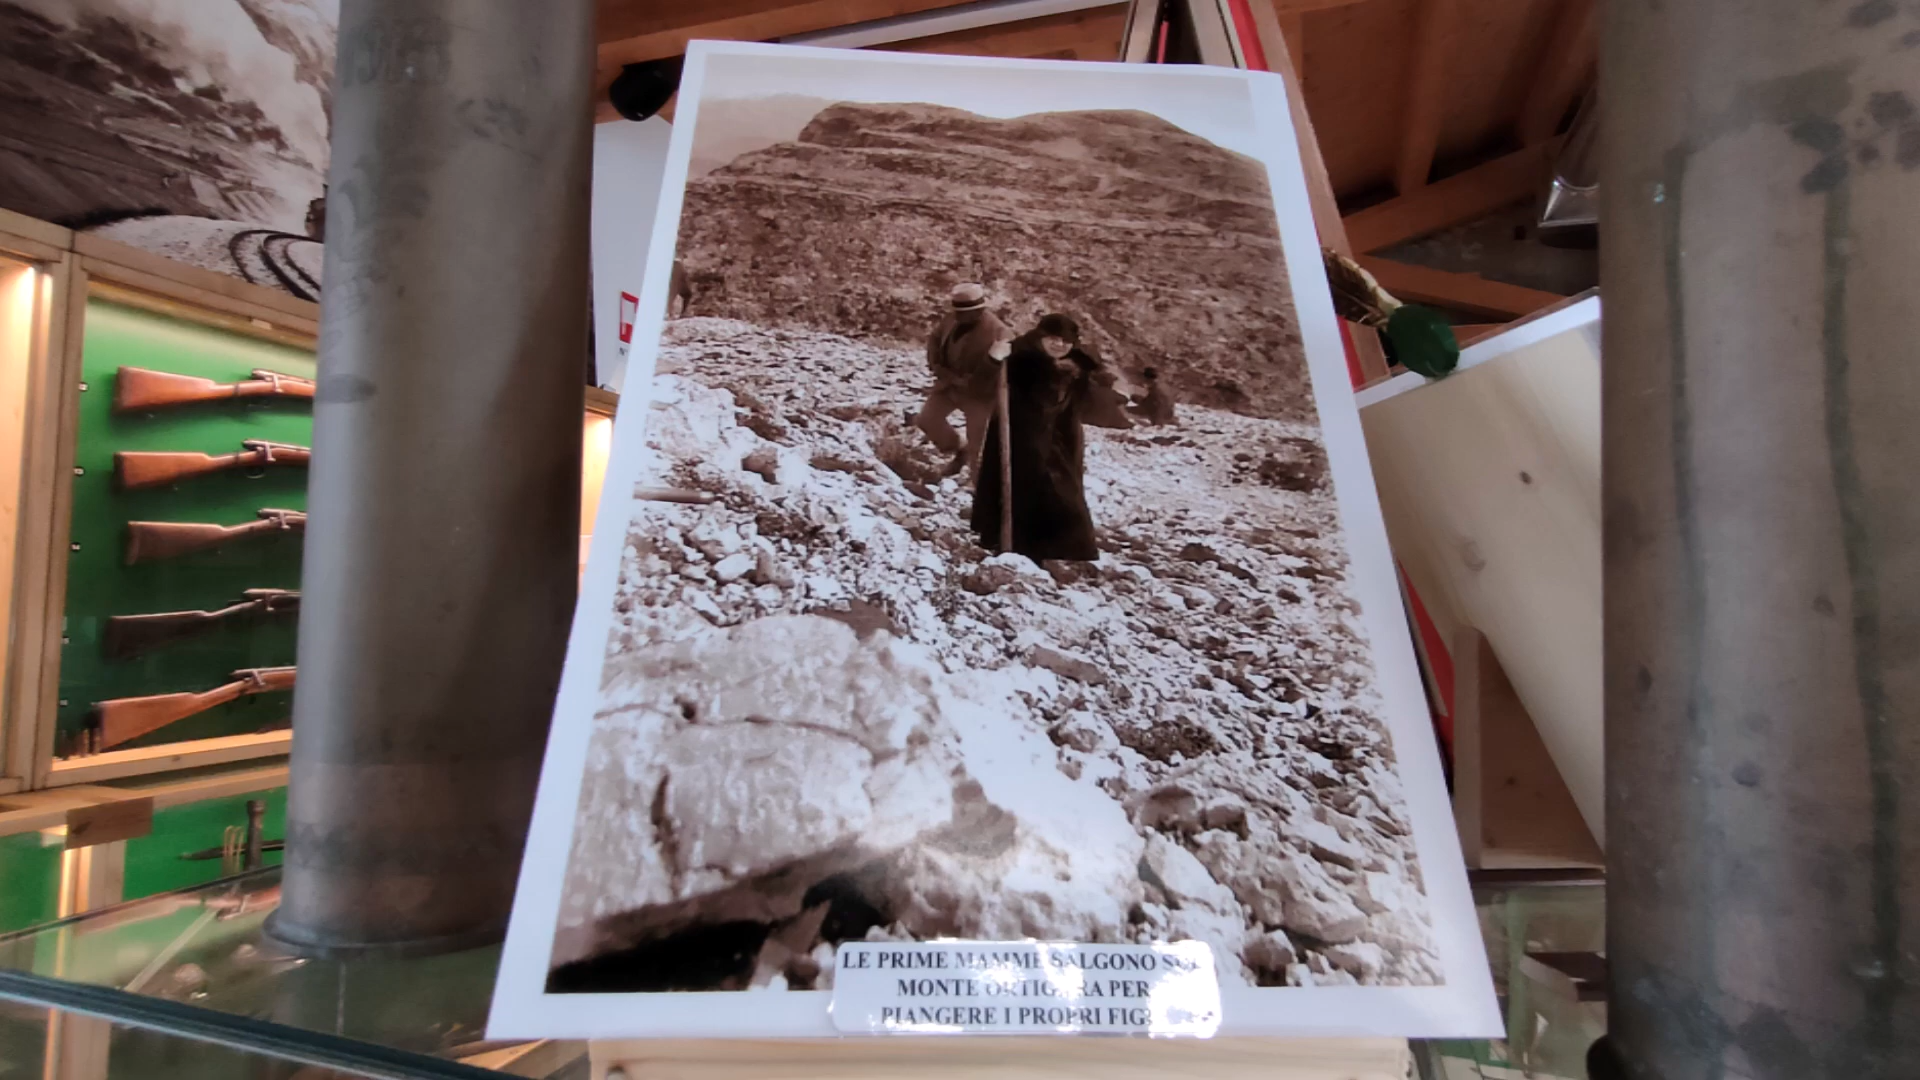 LE PRIME MAMME SALGONO SUL
MONTE ORTIGARA PER
PIANGERE I PROPRI FIGLI